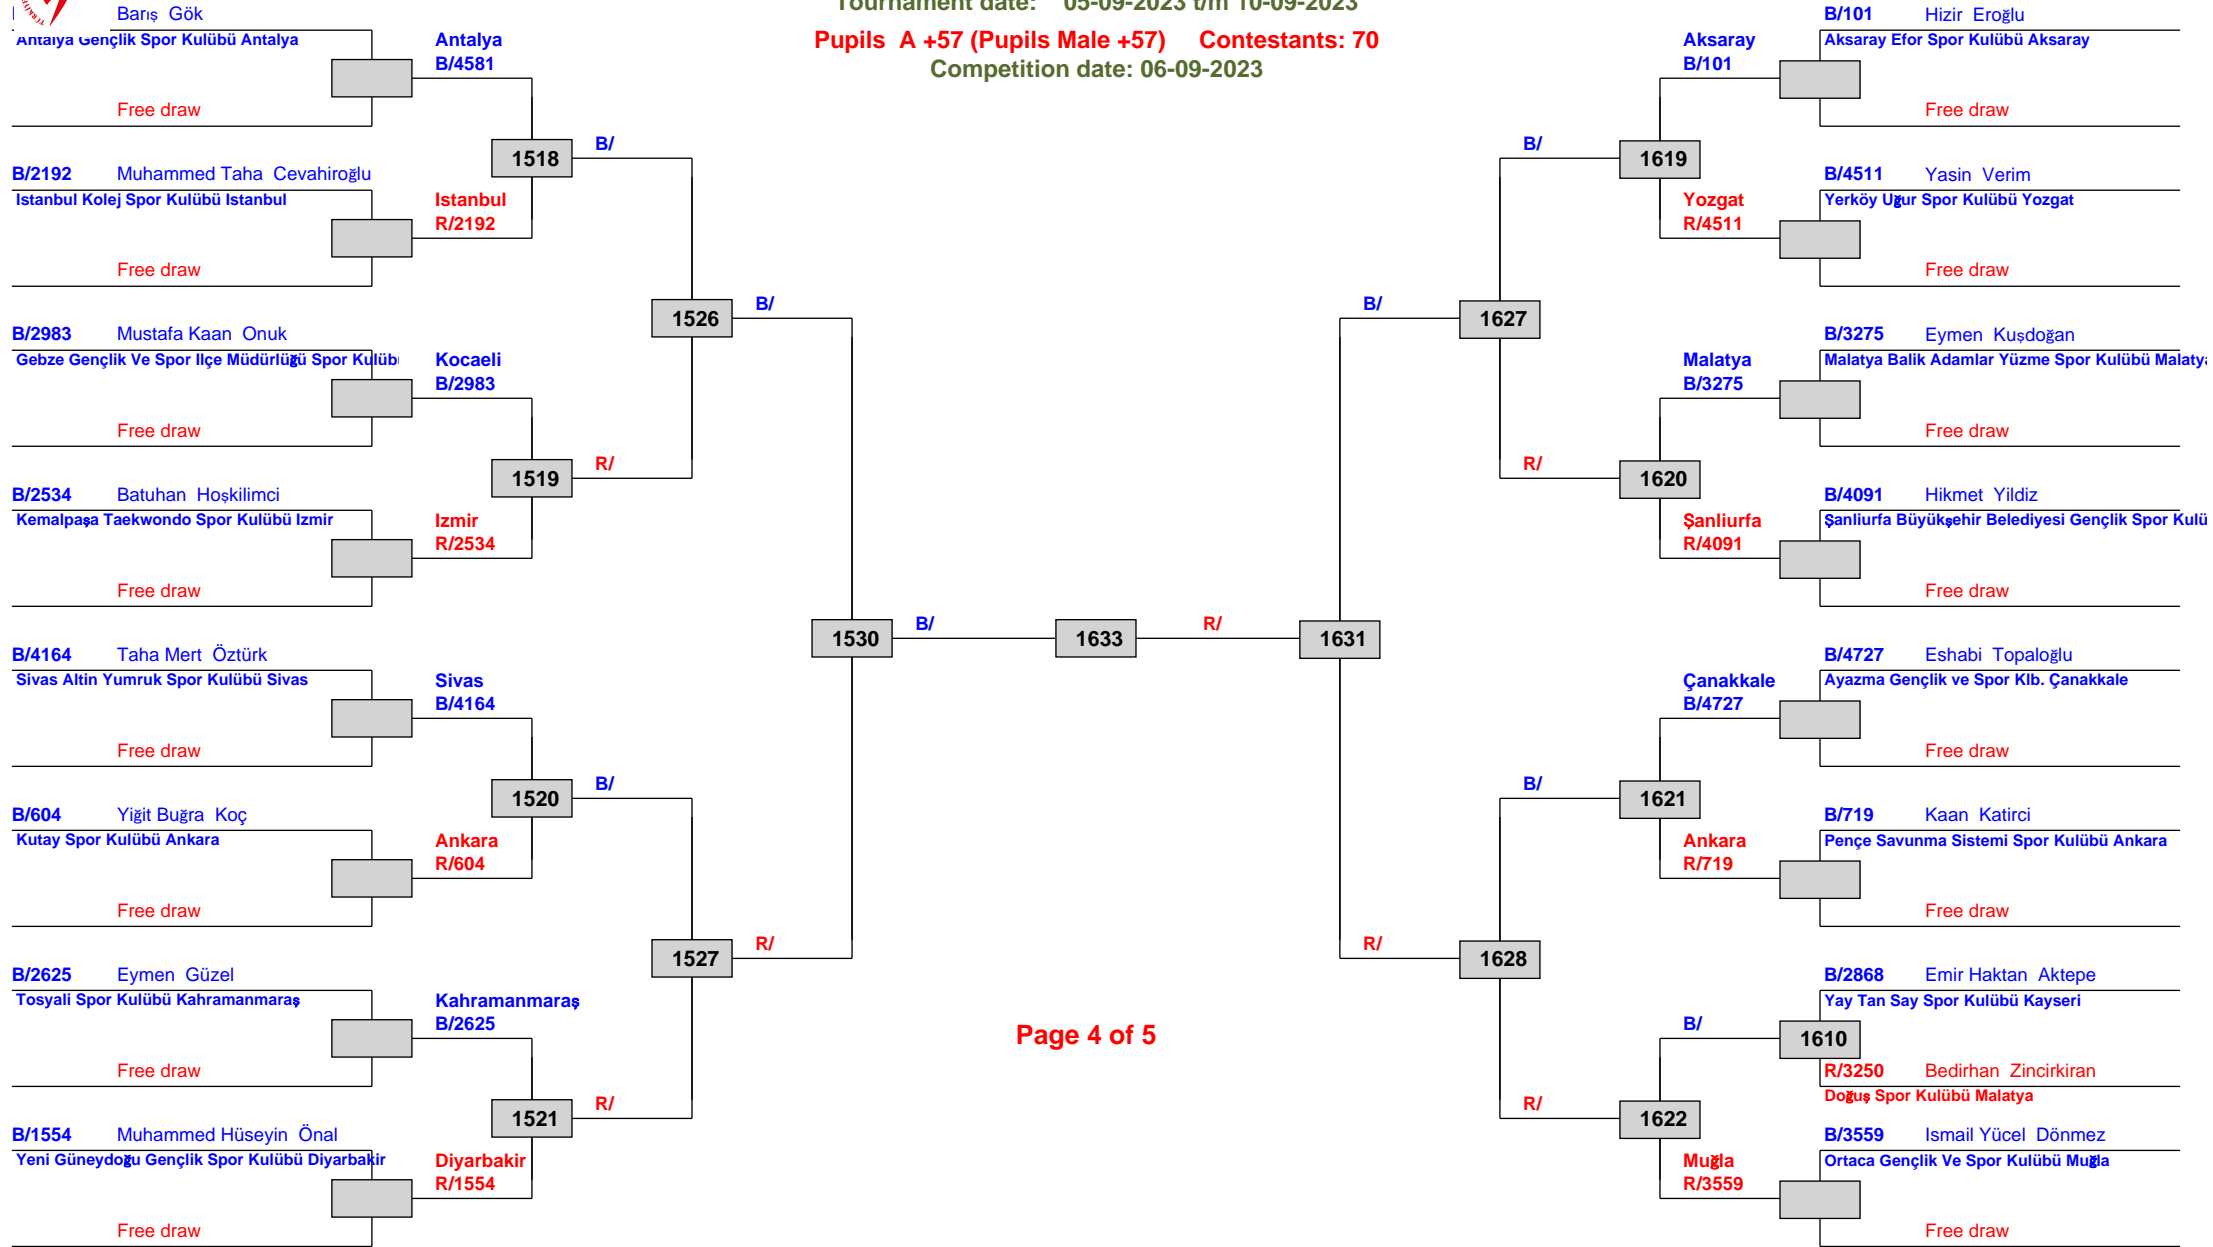 Tournament date: 05-09-2023 t/m 10-09-2023
Pupils A +57 (Pupils Male +57) Contestants: 70
Competition date: 06-09-2023
Barış Gök
Antalya Gençlik Spor Kulübü Antalya
Free draw
Antalya
B/4581
B/2192 Muhammed Taha Cevahiroğlu
Istanbul Kolej Spor Kulübü Istanbul
Free draw
Istanbul
R/2192
1518
B/
B/2983 Mustafa Kaan Onuk
Gebze Gençlik Ve Spor Ilçe Müdürlüğü Spor Kulüb
Free draw
Kocaeli
B/2983
B/2534 Batuhan Hoşkilimci
Kemalpaşa Taekwondo Spor Kulübü Izmir
Free draw
Izmir
R/2534
1519
R/
1526
B/
B/4164 Taha Mert Öztürk
Sivas Altin Yumruk Spor Kulübü Sivas
Free draw
Sivas
B/4164
B/604 Yiğit Buğra Koç
Kutay Spor Kulübü Ankara
Free draw
Ankara
R/604
1520
B/
B/2625 Eymen Güzel
Tosyali Spor Kulübü Kahramanmaraş
Free draw
Kahramanmaraş
B/2625
B/1554 Muhammed Hüseyin Önal
Yeni Güneydoğu Gençlik Spor Kulübü Diyarbakir
Free draw
Diyarbakir
R/1554
1521
R/
1527
R/
1530
B/
1633
R/
1631
B/101 Hizir Eroğlu
Aksaray Efor Spor Kulübü Aksaray
Free draw
Aksaray
B/101
B/4511 Yasin Verim
Yerköy Uğur Spor Kulübü Yozgat
Free draw
Yozgat
R/4511
1619
B/
B/3275 Eymen Kuşdoğan
Malatya Balik Adamlar Yüzme Spor Kulübü Malatya
Free draw
Malatya
B/3275
B/4091 Hikmet Yildiz
Şanliurfa Büyükşehir Belediyesi Gençlik Spor Kulü
Free draw
Şanliurfa
R/4091
1620
R/
1627
B/
B/4727 Eshabi Topaloğlu
Ayazma Gençlik ve Spor Klb. Çanakkale
Free draw
Çanakkale
B/4727
B/719 Kaan Katirci
Pençe Savunma Sistemi Spor Kulübü Ankara
Free draw
Ankara
R/719
1621
B/
B/2868 Emir Haktan Aktepe
Yay Tan Say Spor Kulübü Kayseri
1610
B/
R/3250 Bedirhan Zincirkiran
Doğuş Spor Kulübü Malatya
B/3559 Ismail Yücel Dönmez
Ortaca Gençlik Ve Spor Kulübü Muğla
Free draw
Muğla
R/3559
1622
R/
1628
R/
Page 4 of 5